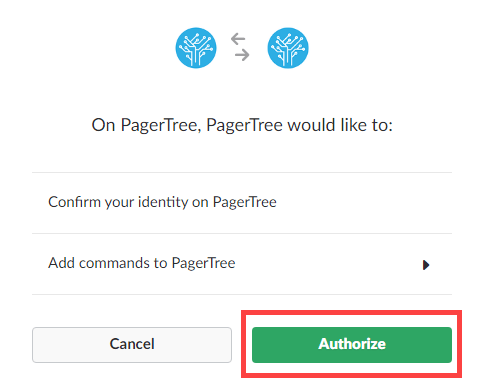 On PagerTree, PagerTree would like to:
Confirm your identity on PagerTree
Add commands to PagerTree
Cancel
Authorize